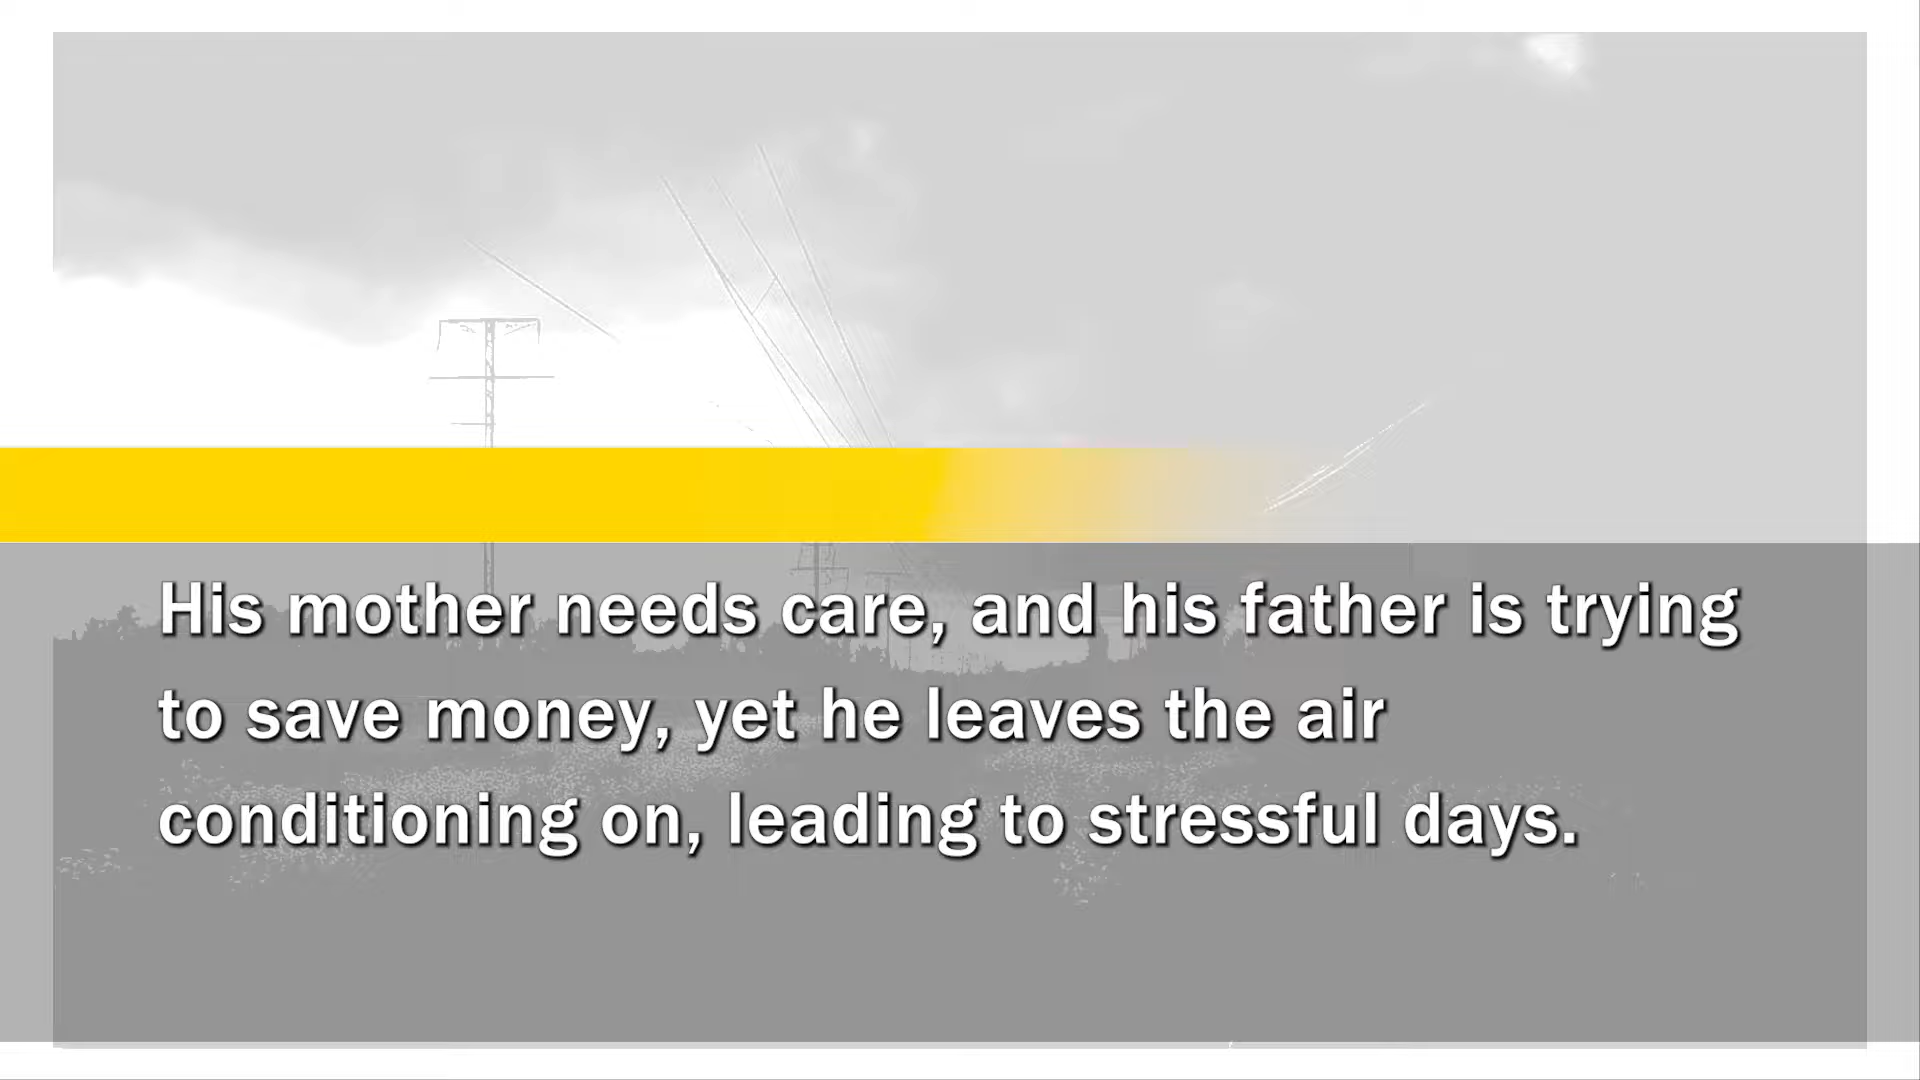 His mother needs care, and his father is trying
to save money, yet he leaves the air
conditioning on, leading to stressful days.